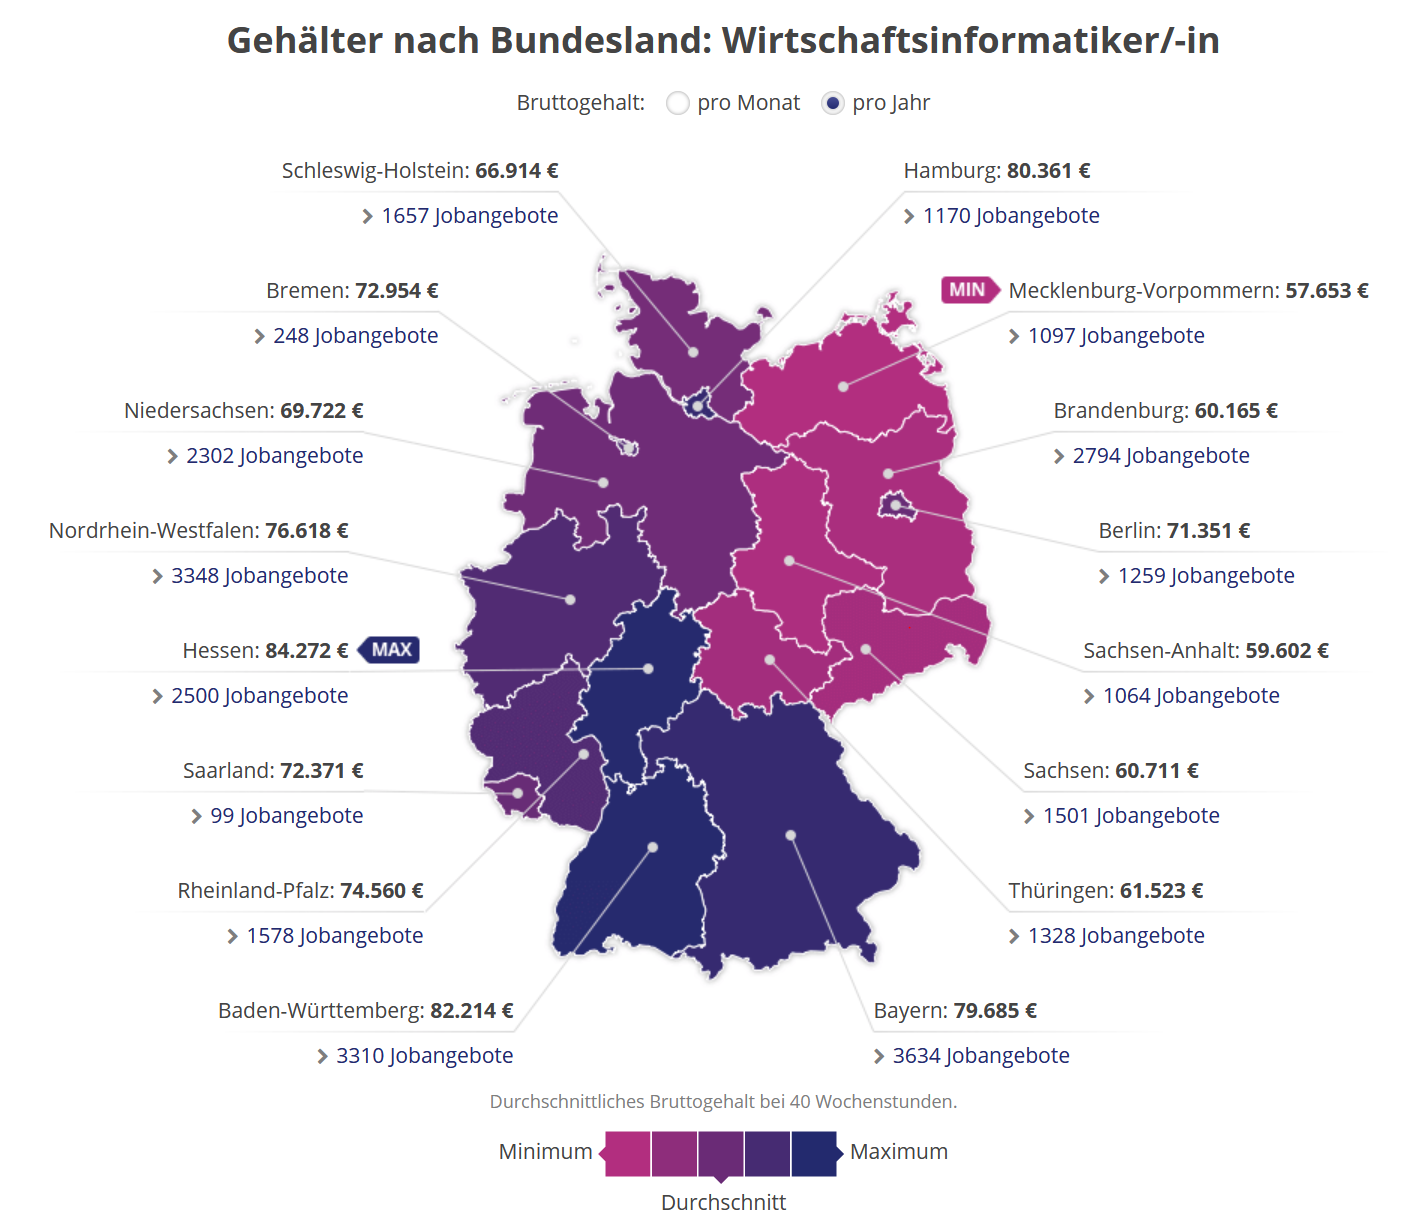 Gehälter nach Bundesland: Wirtschaftsinformatiker/-in
Bruttogehalt: pro Monat pro Jahr
Schleswig-Holstein: 66.914 €
1657 Jobangebote
Hamburg: 80.361 €
1170 Jobangebote
Bremen: 72.954 €
248 Jobangebote
MIN Mecklenburg-Vorpommern: 57.653 €
1097 Jobangebote
Niedersachsen: 69.722 €
2302 Jobangebote
Brandenburg: 60.165 €
2794 Jobangebote
Nordrhein-Westfalen: 76.618 €
3348 Jobangebote
Berlin: 71.351 €
1259 Jobangebote
Hessen: 84.272 € MAX
2500 Jobangebote
Sachsen-Anhalt: 59.602 €
1064 Jobangebote
Saarland: 72.371 €
99 Jobangebote
Sachsen: 60.711 €
1501 Jobangebote
Rheinland-Pfalz: 74.560 €
1578 Jobangebote
Thüringen: 61.523 €
1328 Jobangebote
Baden-Württemberg: 82.214 €
3310 Jobangebote
Bayern: 79.685 €
3634 Jobangebote
Durchschnittliches Bruttogehalt bei 40 Wochenstunden.
Minimum Maximum
Durchschnitt